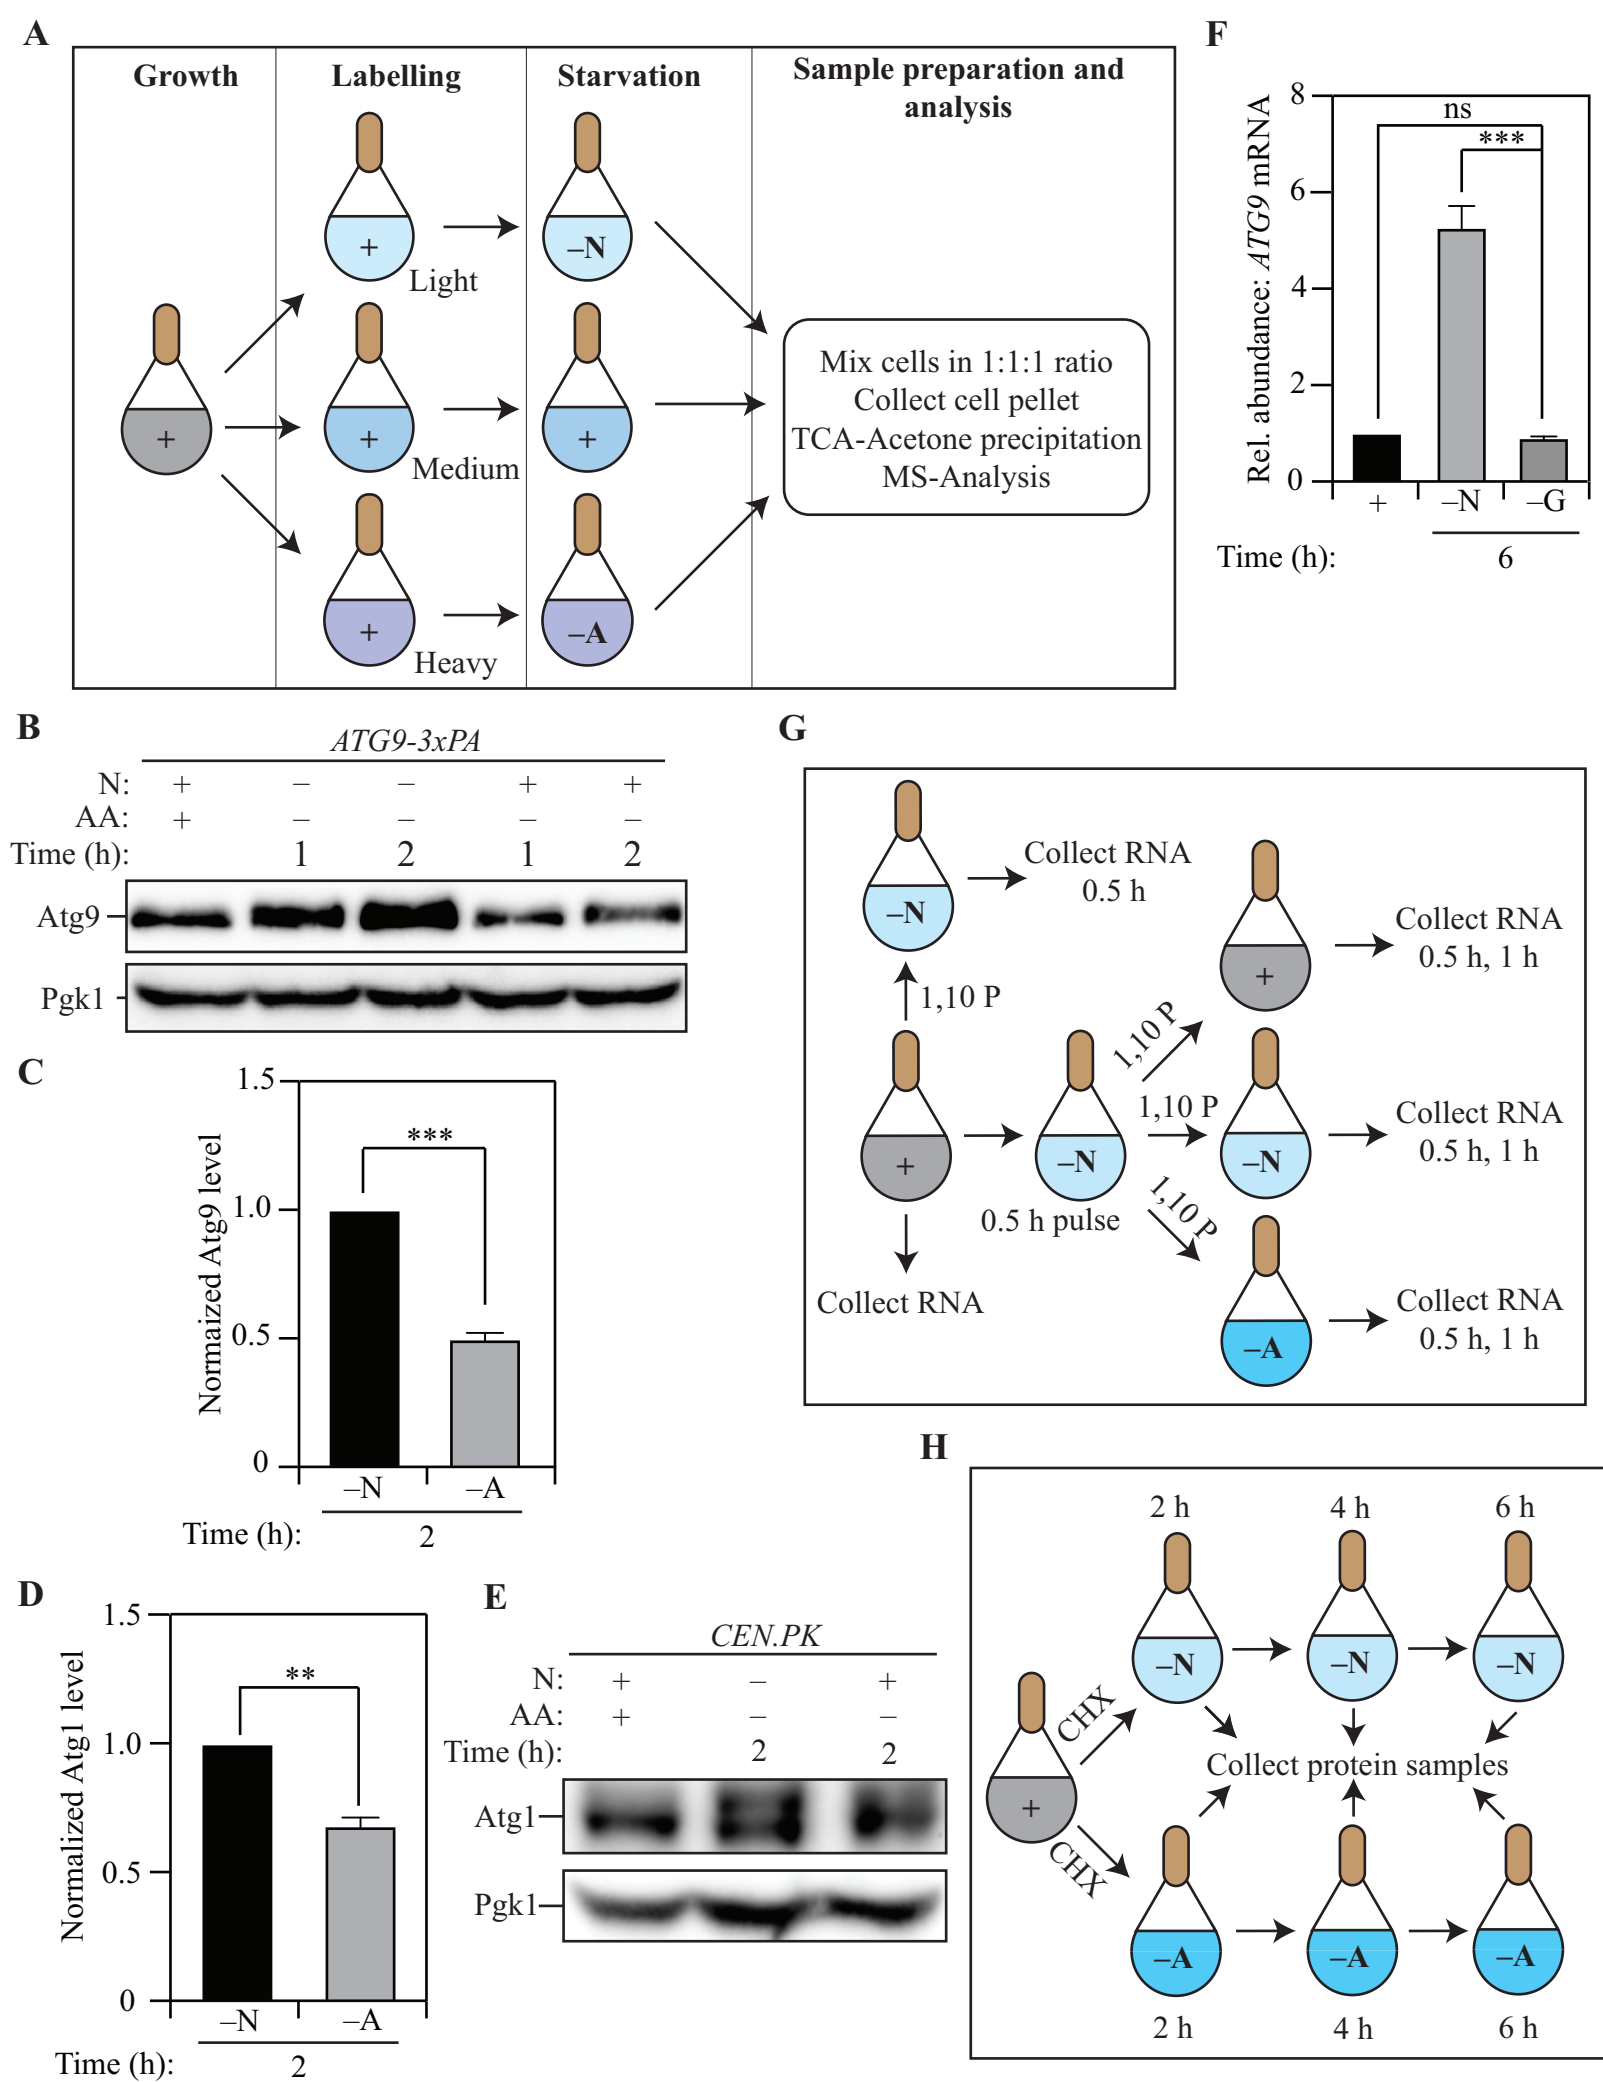 A
Growth
Labelling
Starvation
Sample preparation and
analysis
+
+
Light
–N
+
Medium
+
+
Heavy
–A
Mix cells in 1:1:1 ratio
Collect cell pellet
TCA-Acetone precipitation
MS-Analysis
F
Rel. abundance: ATG9 mRNA
8
6
4
2
0
ns
***
+ –N –G
Time (h): 6
B
ATG9-3xPA
N: + – – + +
AA: + – – – –
Time (h): 1 2 1 2
Atg9
Pgk1
C
Normaized Atg9 level
1.5
1.0
0.5
0
***
–N –A
Time (h): 2
D
Normalized Atg1 level
1.5
1.0
0.5
0
**
–N –A
Time (h): 2
E
CEN.PK
N: + – +
AA: + – –
Time (h): 2 2
Atg1
Pgk1
G
–N
Collect RNA
0.5 h
1,10 P
+
Collect RNA
–N
0.5 h pulse
1,10 P
+
Collect RNA
0.5 h, 1 h
1,10 P
–N
Collect RNA
0.5 h, 1 h
1,10 P
–A
Collect RNA
0.5 h, 1 h
H
2 h 4 h 6 h
–N –N –N
CHX
+
Collect protein samples
CHX
–A –A –A
2 h 4 h 6 h